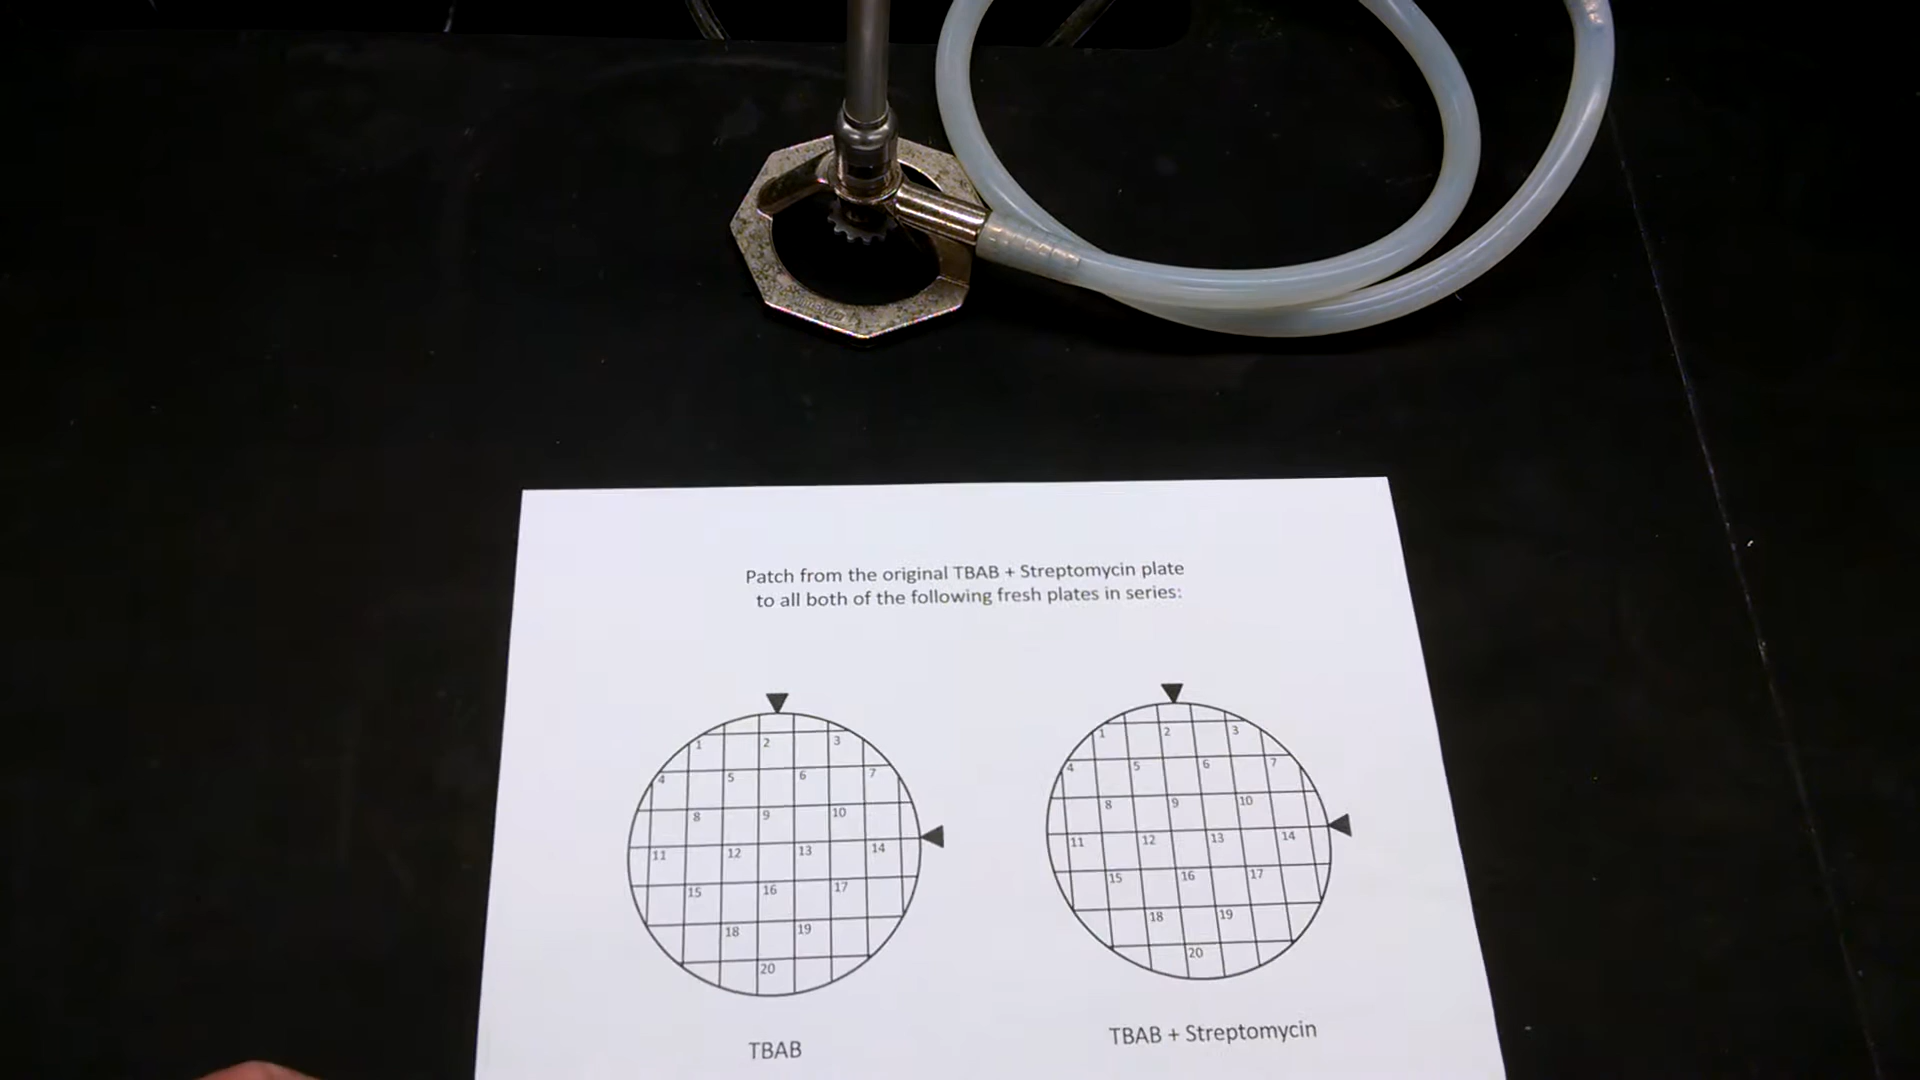 Patch from the original TBAB + Streptomycin plate
to all both of the following fresh plates in series:
1 2 3
4 5 6 7
8 9 10
11 12 13 14
15 16 17
18 19
20
TBAB
1 2 3
4 5 6 7
8 9 10
11 12 13 14
15 16 17
18 19
20
TBAB + Streptomycin